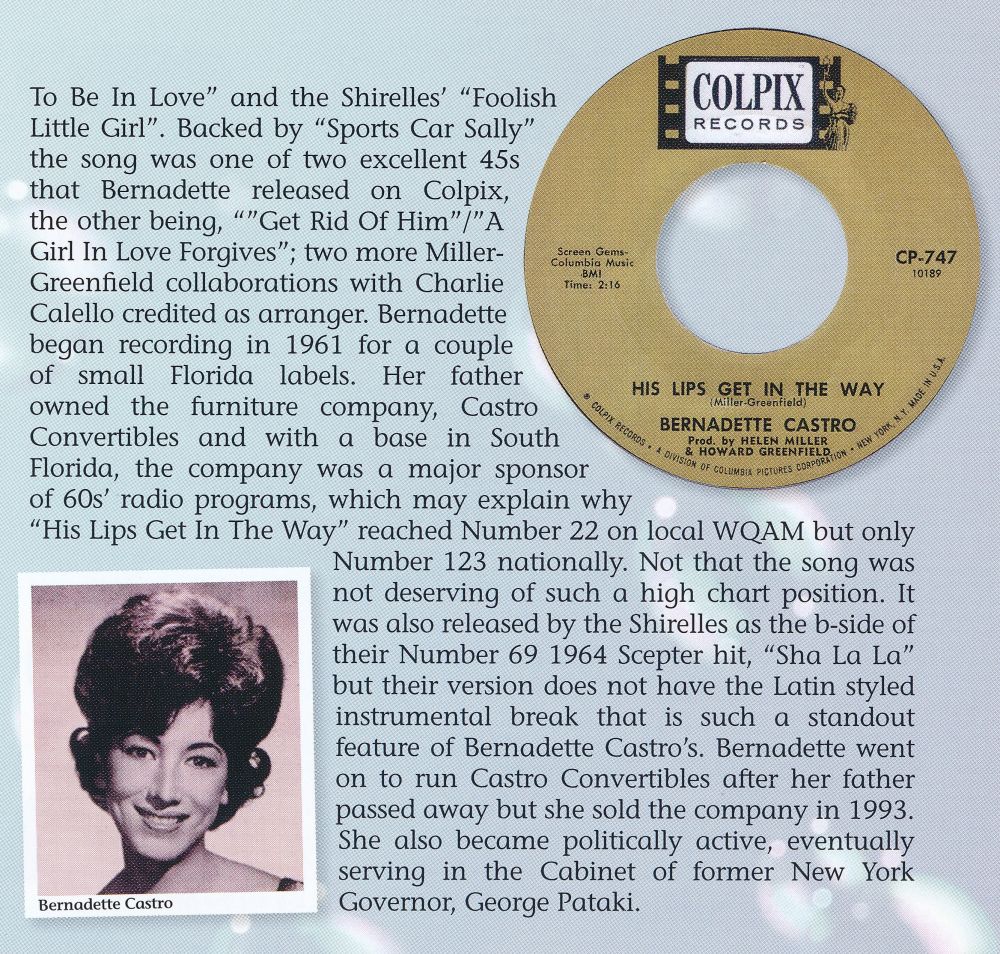 To Be In Love” and the Shirelles’ “Foolish
Little Girl”. Backed by “Sports Car Sally”
the song was one of two excellent 45s
that Bernadette released on Colpix,
the other being, “”Get Rid Of Him”/”A
Girl In Love Forgives”; two more Miller-
Greenfield collaborations with Charlie
Calello credited as arranger. Bernadette
began recording in 1961 for a couple
of small Florida labels. Her father
owned the furniture company, Castro
Convertibles and with a base in South
Florida, the company was a major sponsor
of 60s’ radio programs, which may explain why
“His Lips Get In The Way” reached Number 22 on local WQAM but only
Number 123 nationally. Not that the song was
not deserving of such a high chart position. It
was also released by the Shirelles as the b-side of
their Number 69 1964 Scepter hit, “Sha La La”
but their version does not have the Latin styled
instrumental break that is such a standout
feature of Bernadette Castro’s. Bernadette went
on to run Castro Convertibles after her father
passed away but she sold the company in 1993.
She also became politically active, eventually
serving in the Cabinet of former New York
Governor, George Pataki.
COLPIX
RECORDS
Screen Gems-
Columbia Music
BMI
Time: 2:16
CP-747
10189
HIS LIPS GET IN THE WAY
(Miller-Greenfield)
BERNADETTE CASTRO
Prod. by HELEN MILLER
& HOWARD GREENFIELD
® COLPIX RECORDS • A DIVISION OF COLUMBIA PICTURES CORPORATION • NEW YORK, N.Y. MADE IN U.S.A.
Bernadette Castro